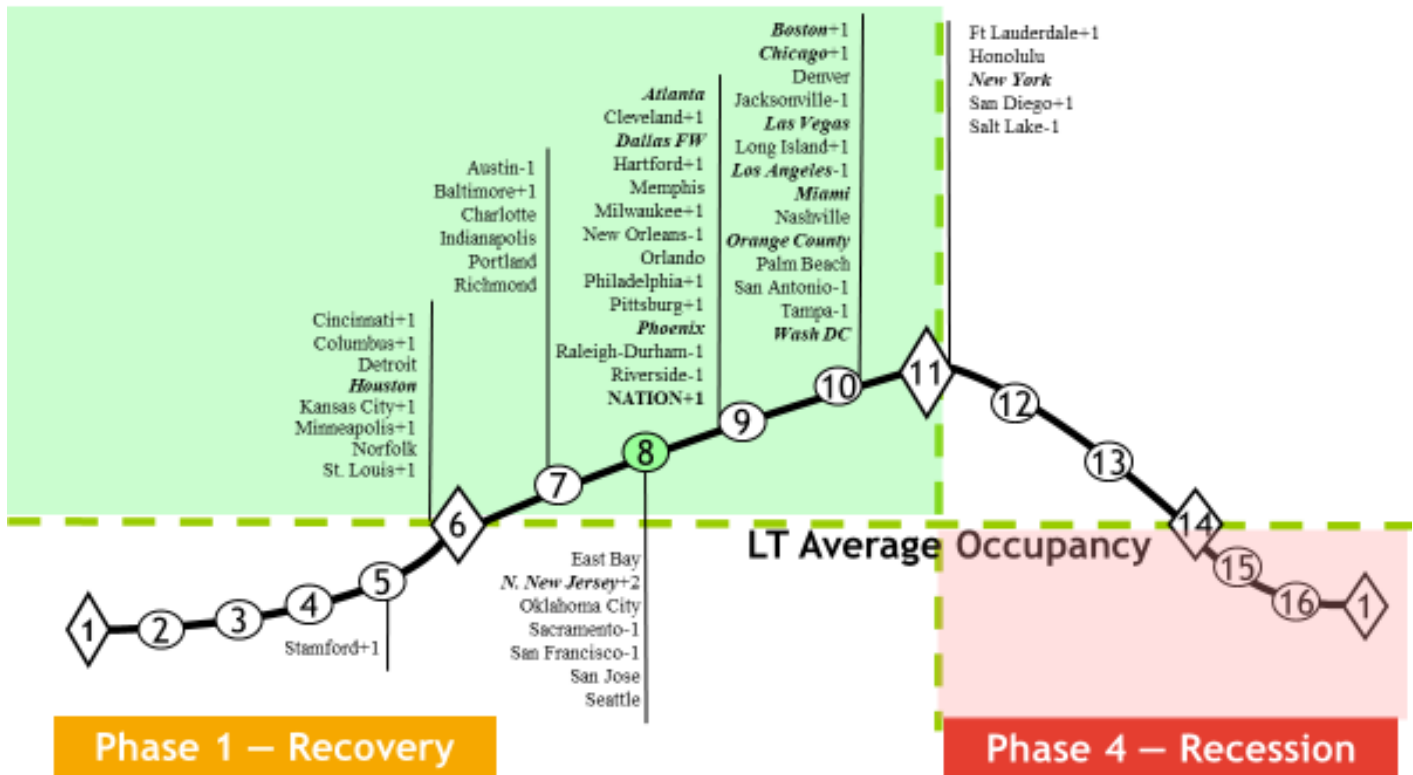 Boston+1
Chicago+1
Denver
Jacksonville-1
Las Vegas
Long Island+1
Los Angeles-1
Miami
Nashville
Orange County
Palm Beach
San Antonio-1
Tampa-1
Wash DC
Ft Lauderdale+1
Honolulu
New York
San Diego+1
Salt Lake-1
Atlanta
Cleveland+1
Dallas FW
Hartford+1
Memphis
Milwaukee+1
New Orleans-1
Orlando
Philadelphia+1
Pittsburg+1
Phoenix
Raleigh-Durham-1
Riverside-1
NATION+1
Austin-1
Baltimore+1
Charlotte
Indianapolis
Portland
Richmond
Cincinnati+1
Columbus+1
Detroit
Houston
Kansas City+1
Minneapolis+1
Norfolk
St. Louis+1
1
2
3
4
5
6
7
8
9
10
11
12
13
14
15
16
1
LT Average Occupancy
Stamford+1
East Bay
N. New Jersey+2
Oklahoma City
Sacramento-1
San Francisco-1
San Jose
Seattle
Phase 1 – Recovery
Phase 4 – Recession